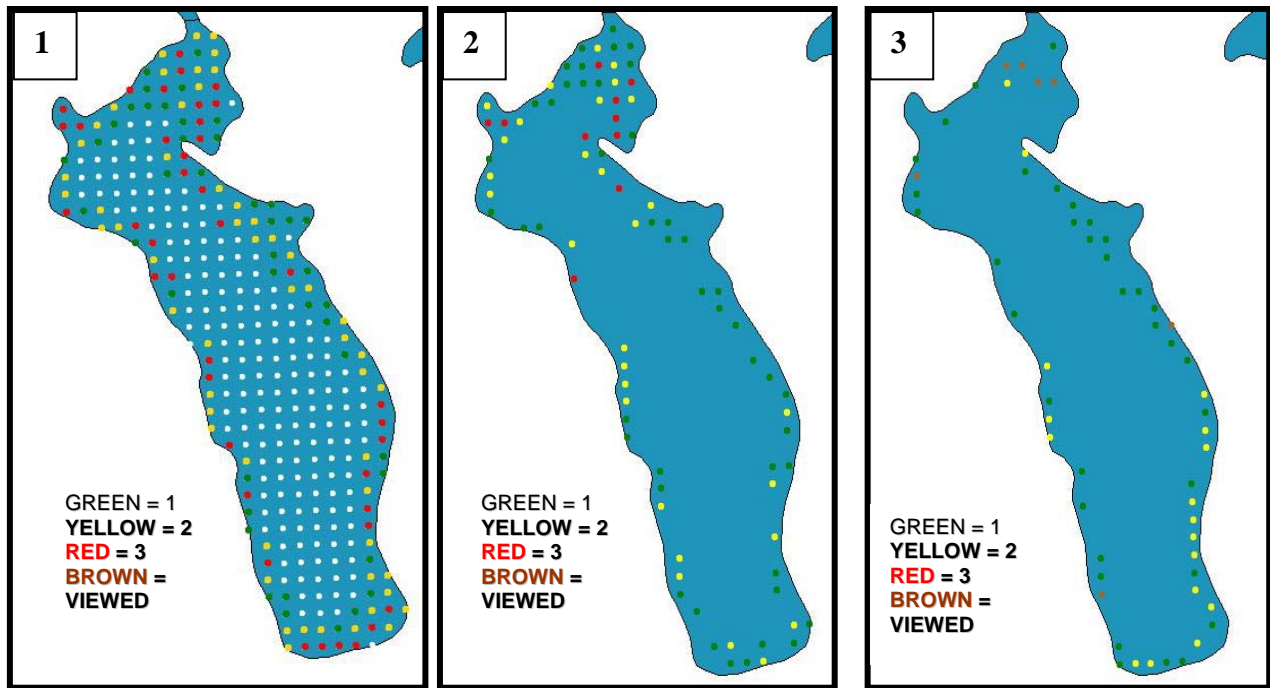 1
GREEN = 1
YELLOW = 2
RED = 3
BROWN =
VIEWED
2
GREEN = 1
YELLOW = 2
RED = 3
BROWN =
VIEWED
3
GREEN = 1
YELLOW = 2
RED = 3
BROWN =
VIEWED